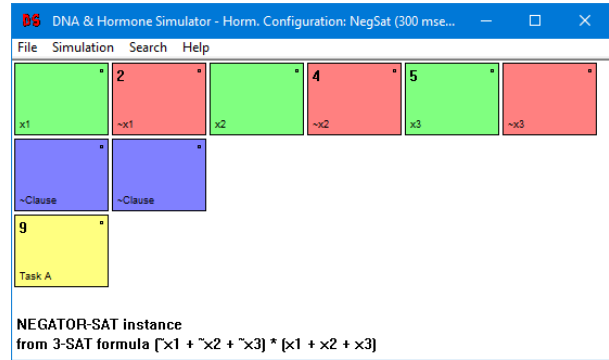 DS DNA & Hormone Simulator - Horm. Configuration: NegSat (300 mse...
File Simulation Search Help
2 4 5
x1 ~x1 x2 ~x2 x3 ~x3
~Clause ~Clause
9
Task A
NEGATOR-SAT instance
from 3-SAT formula (~x1 + ~x2 + ~x3) * (x1 + x2 + x3)